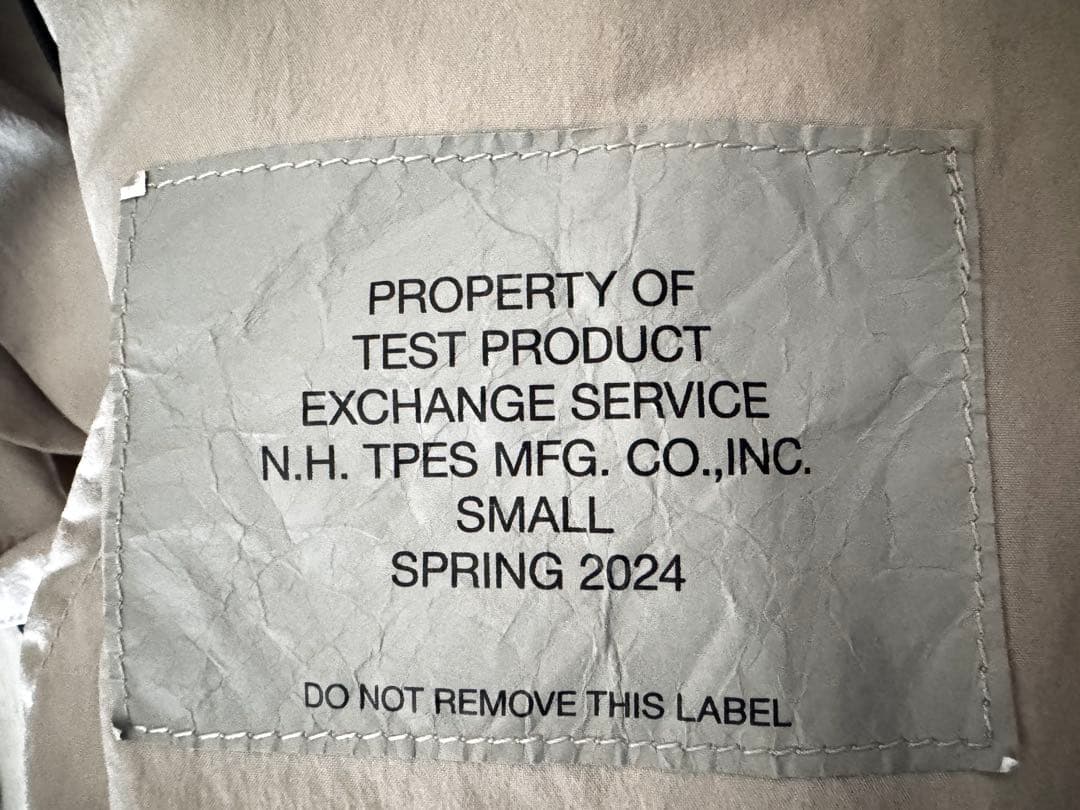 PROPERTY OF
TEST PRODUCT
EXCHANGE SERVICE
N.H. TPES MFG. CO.,INC.
SMALL
SPRING 2024
DO NOT REMOVE THIS LABEL